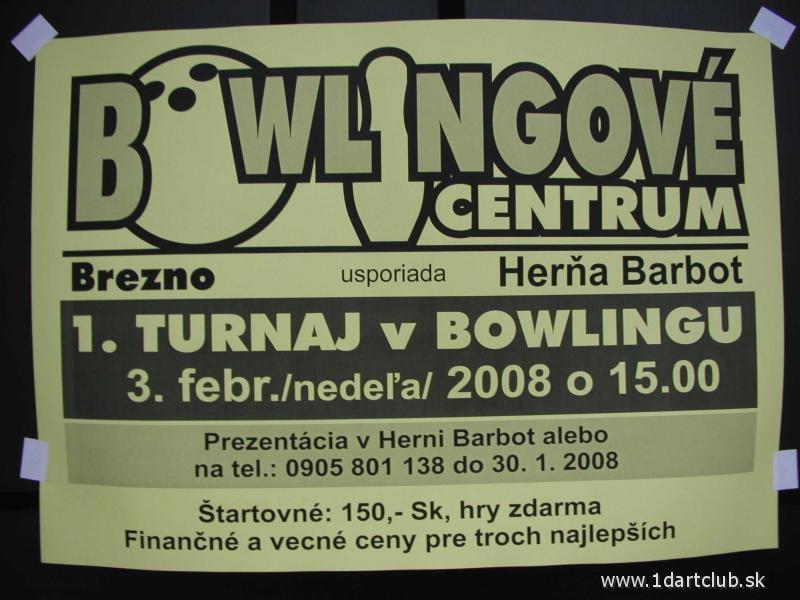 BOWLINGOVÉ
CENTRUM
Brezno usporiada Herňa Barbot
1. TURNAJ v BOWLINGU
3. febr./nedeľa/ 2008 o 15.00
Prezentácia v Herni Barbot alebo
na tel.: 0905 801 138 do 30. 1. 2008
Štartovné: 150,- Sk, hry zdarma
Finančné a vecné ceny pre troch najlepších
www.1dartclub.sk